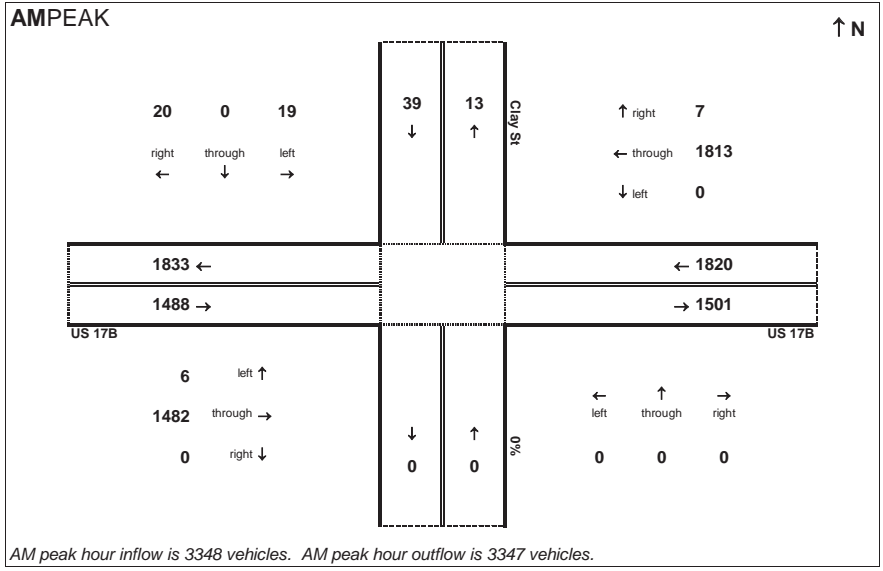 AMPEAK
↑ N
20 0 19
right through left
← ↓ →
39 13
↓ ↑
Clay St
↑ right 7
← through 1813
↓ left 0
1833 ←
← 1820
1488 →
→ 1501
US 17B
US 17B
6 left ↑
1482 through →
0 right ↓
↓ ↑
0 0
0%
← ↑ →
left through right
0 0 0
AM peak hour inflow is 3348 vehicles. AM peak hour outflow is 3347 vehicles.